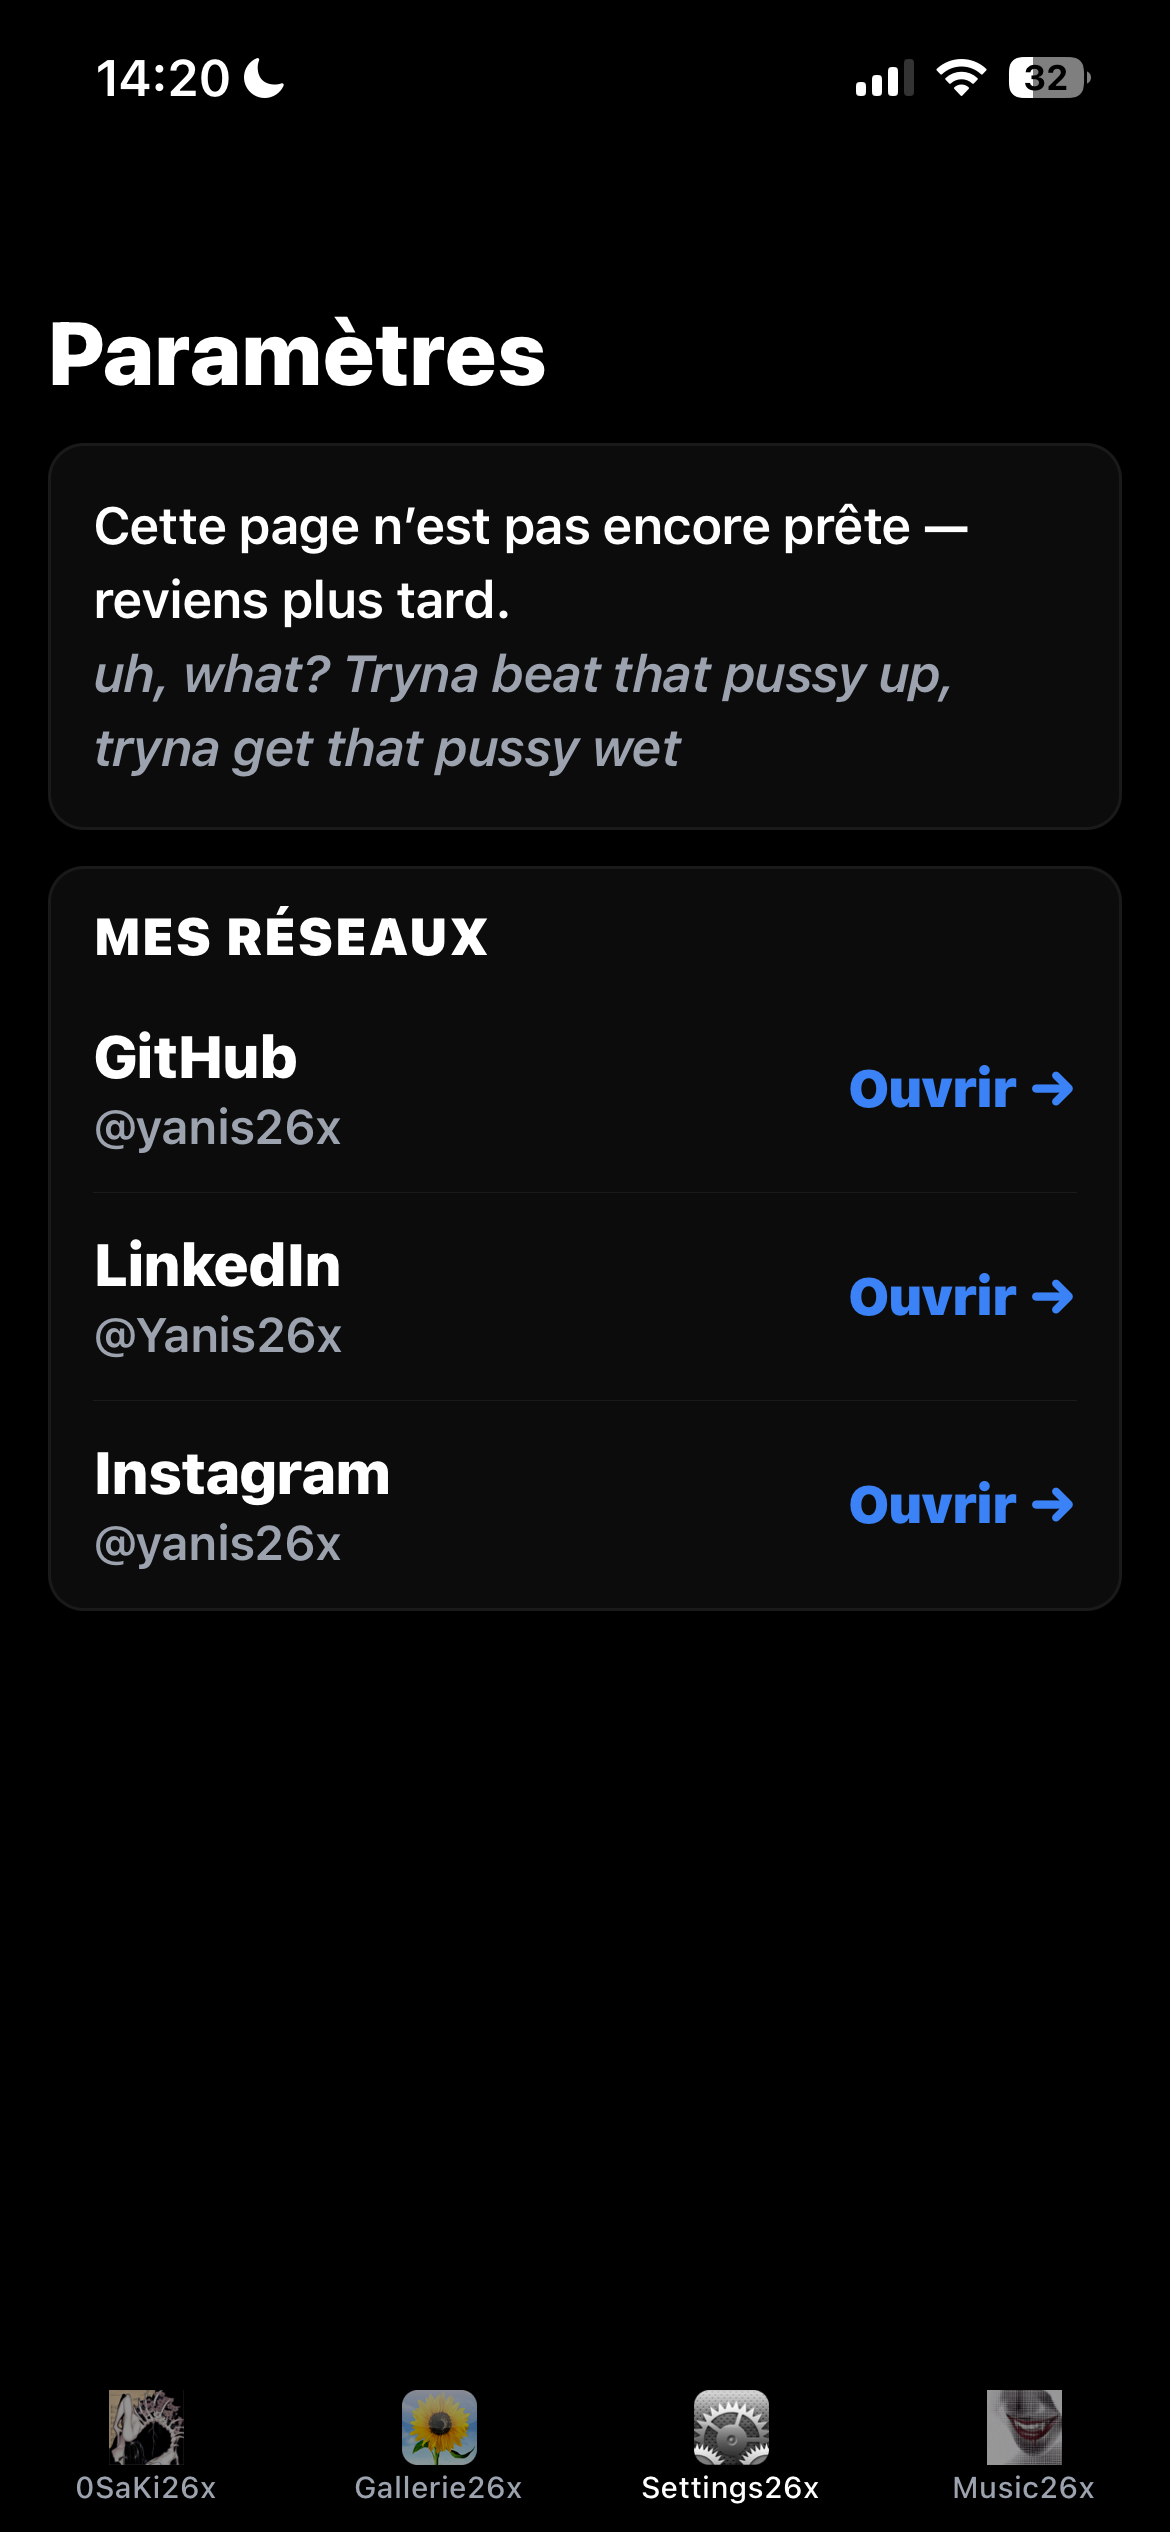 14:20
32
Paramètres
Cette page n’est pas encore prête —
reviens plus tard.
uh, what? Tryna beat that pussy up,
tryna get that pussy wet
MES RÉSEAUX
GitHub
@yanis26x
Ouvrir →
LinkedIn
@Yanis26x
Ouvrir →
Instagram
@yanis26x
Ouvrir →
0SaKi26x
Gallerie26x
Settings26x
Music26x